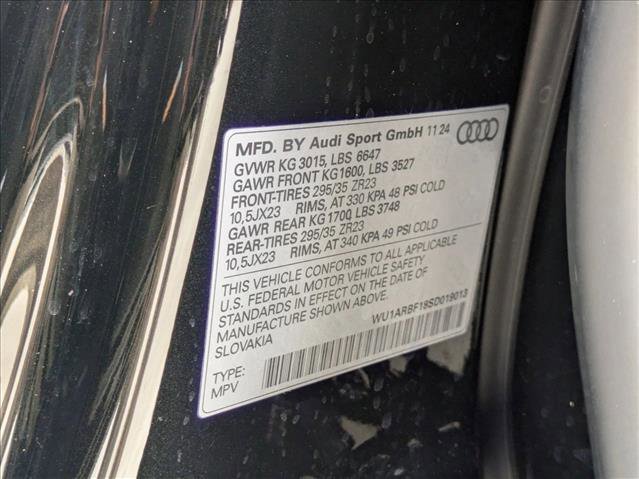 MFD. BY Audi Sport GmbH 11 24
GVWR KG 3015, LBS 6647
GAWR FRONT KG1600, LBS 3527
FRONT-TIRES 295/35 ZR23
10,5JX23 RIMS, AT 330 KPA 48 PSI COLD
GAWR REAR KG1700, LBS 3748
REAR-TIRES 295/35 ZR23
10,5JX23 RIMS, AT 340 KPA 49 PSI COLD
THIS VEHICLE CONFORMS TO ALL APPLICABLE
U.S. FEDERAL MOTOR VEHICLE SAFETY
STANDARDS IN EFFECT ON THE DATE OF
MANUFACTURE SHOWN ABOVE.
SLOVAKIA
WU1ARBF19SD019013
TYPE:
MPV